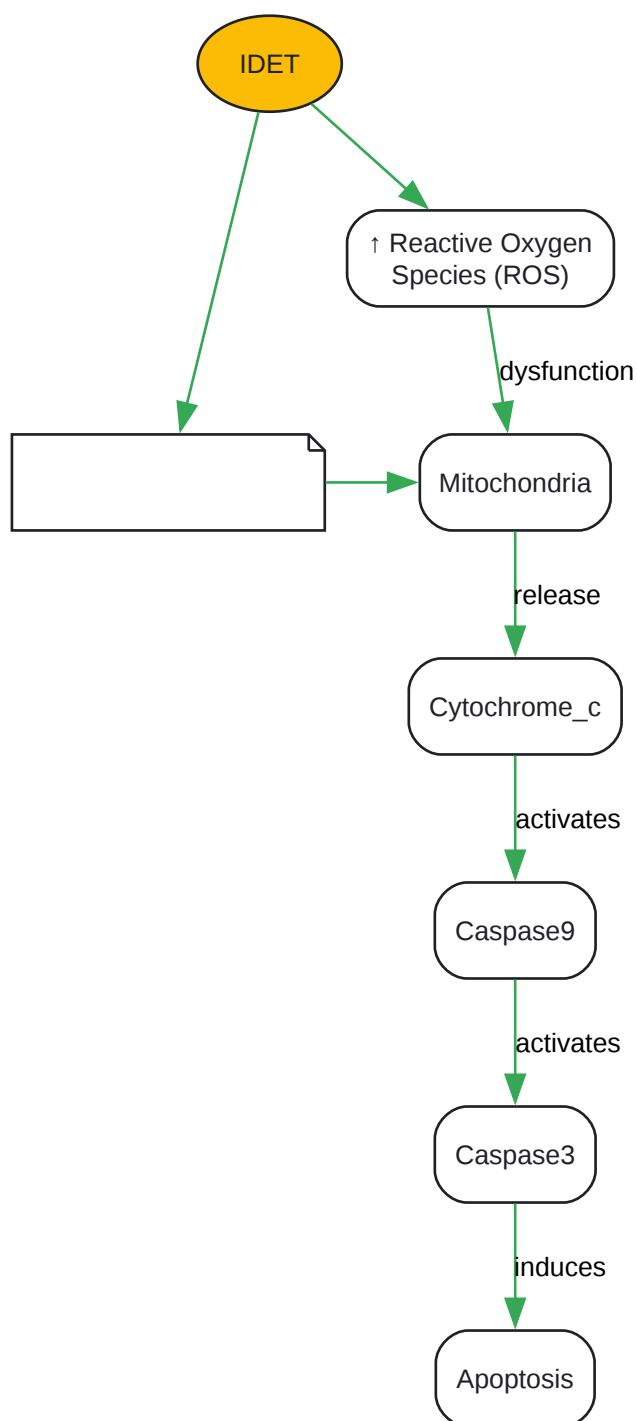 IDET
↑ Reactive Oxygen
Species (ROS)
dysfunction
Mitochondria
release
Cytochrome_c
activates
Caspase9
activates
Caspase3
induces
Apoptosis